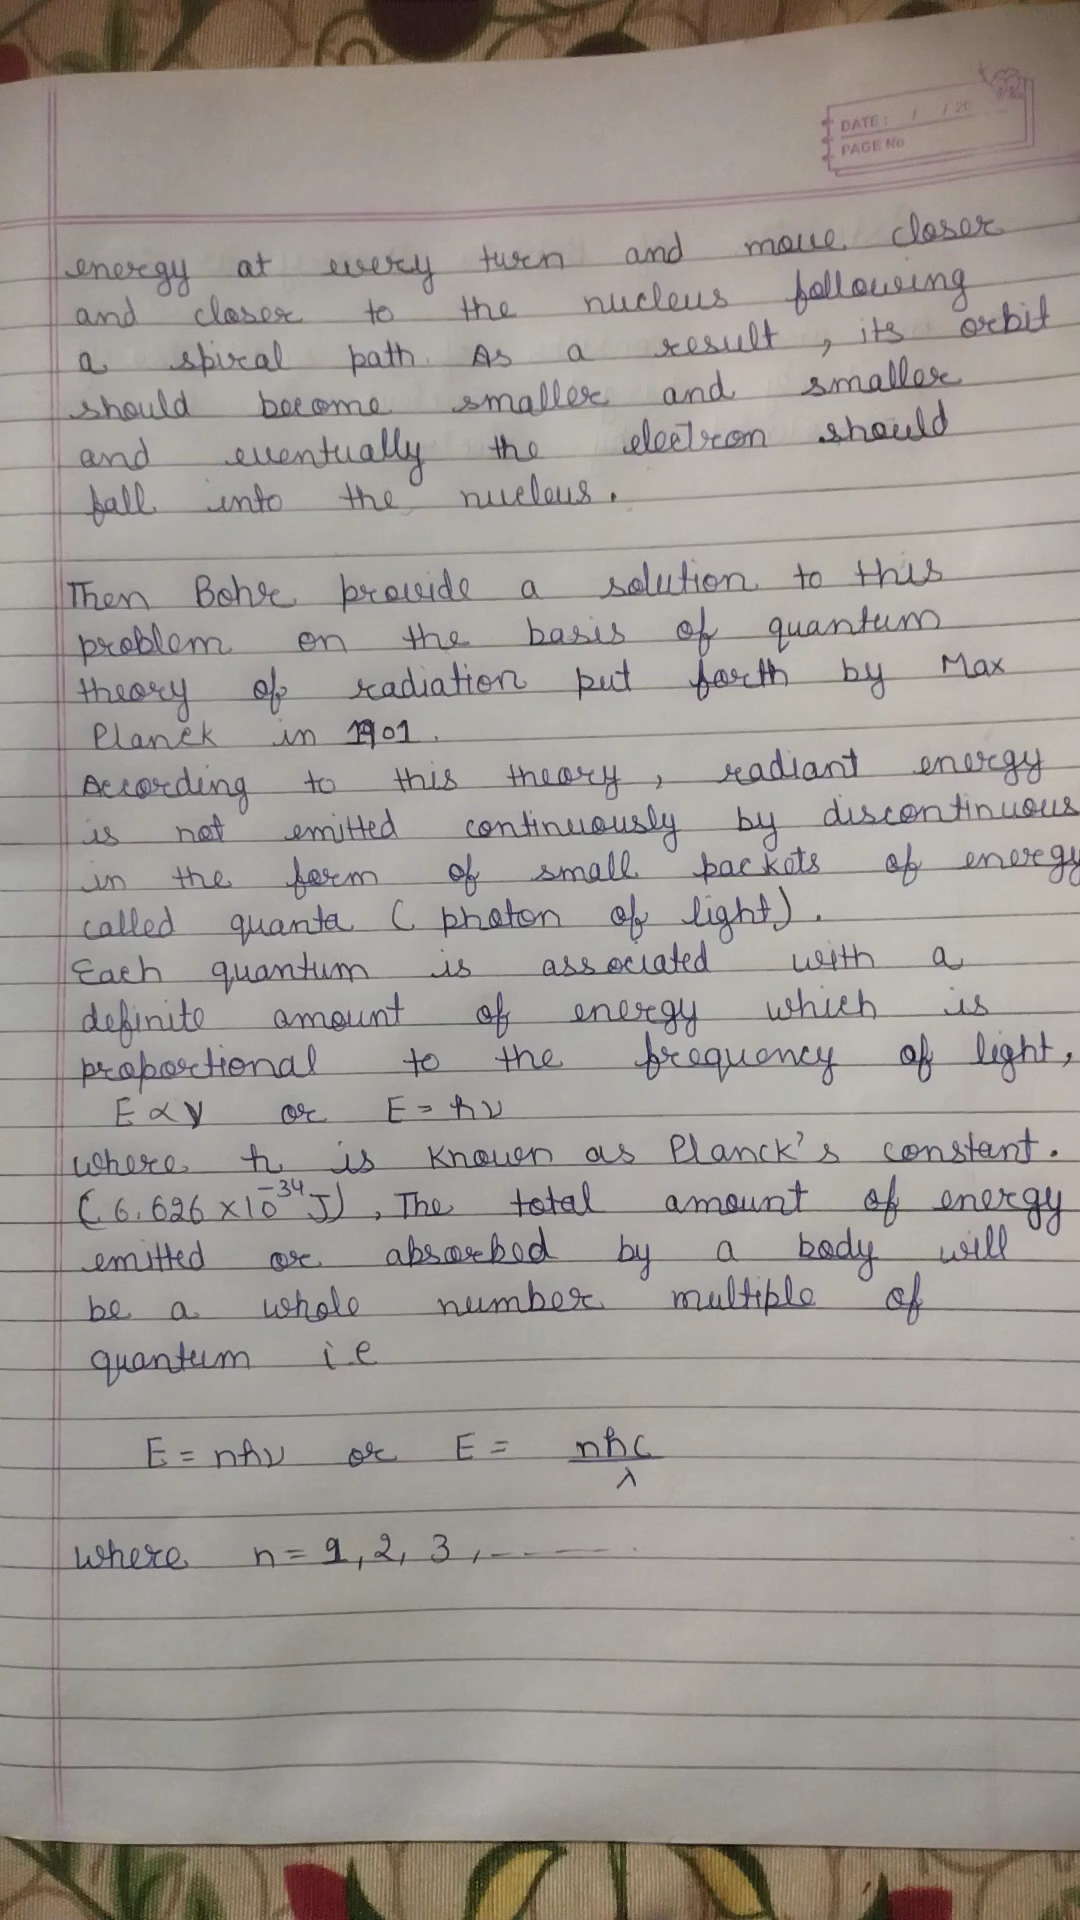 DATE: / /20
PAGE No
energy at every turn and move closer
and closer to the nucleus following
a spiral path. As a result, its orbit
should become smaller and smaller
and eventually the electron should
fall into the nucleus.
Then Bohr provide a solution to this
problem on the basis of quantum
theory of radiation put forth by Max
Planck in 1901.
According to this theory, radiant energy
is not emitted continuously by discontinuous
in the form of small packets of energy
called quanta ( photon of light).
Each quantum is associated with a
definite amount of energy which is
proportional to the frequency of light,
E ∝ ν or E = hν
where h is known as Planck's constant.
(6.626 × 10⁻³⁴ J), The total amount of energy
emitted or absorbed by a body will
be a whole number multiple of
quantum i e
E = nhν or E = nhc/λ
where n = 1, 2, 3, -----